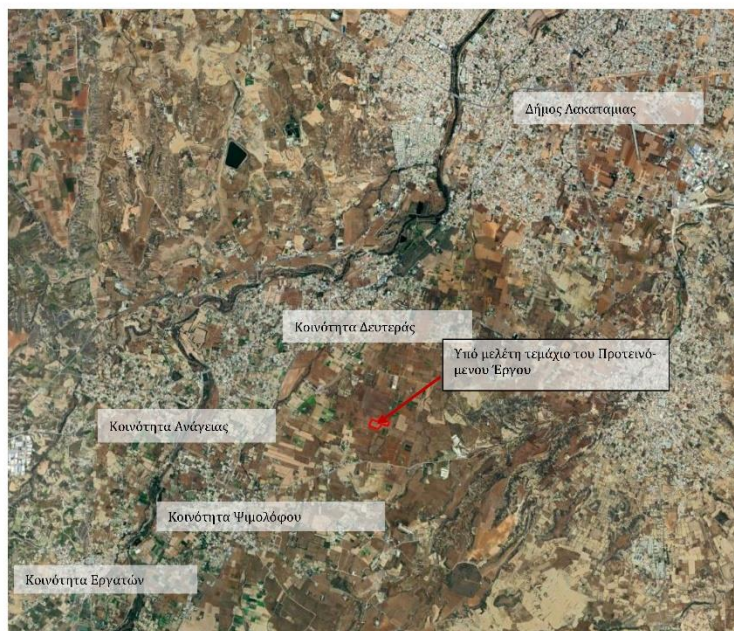 Δήμος Λακαταμιας
Κοινότητα Δευτεράς
Υπό μελέτη τεμάχιο του Προτεινό-
μενου Έργου
Κοινότητα Ανάγειας
Κοινότητα Ψιμολόφου
Κοινότητα Εργατών